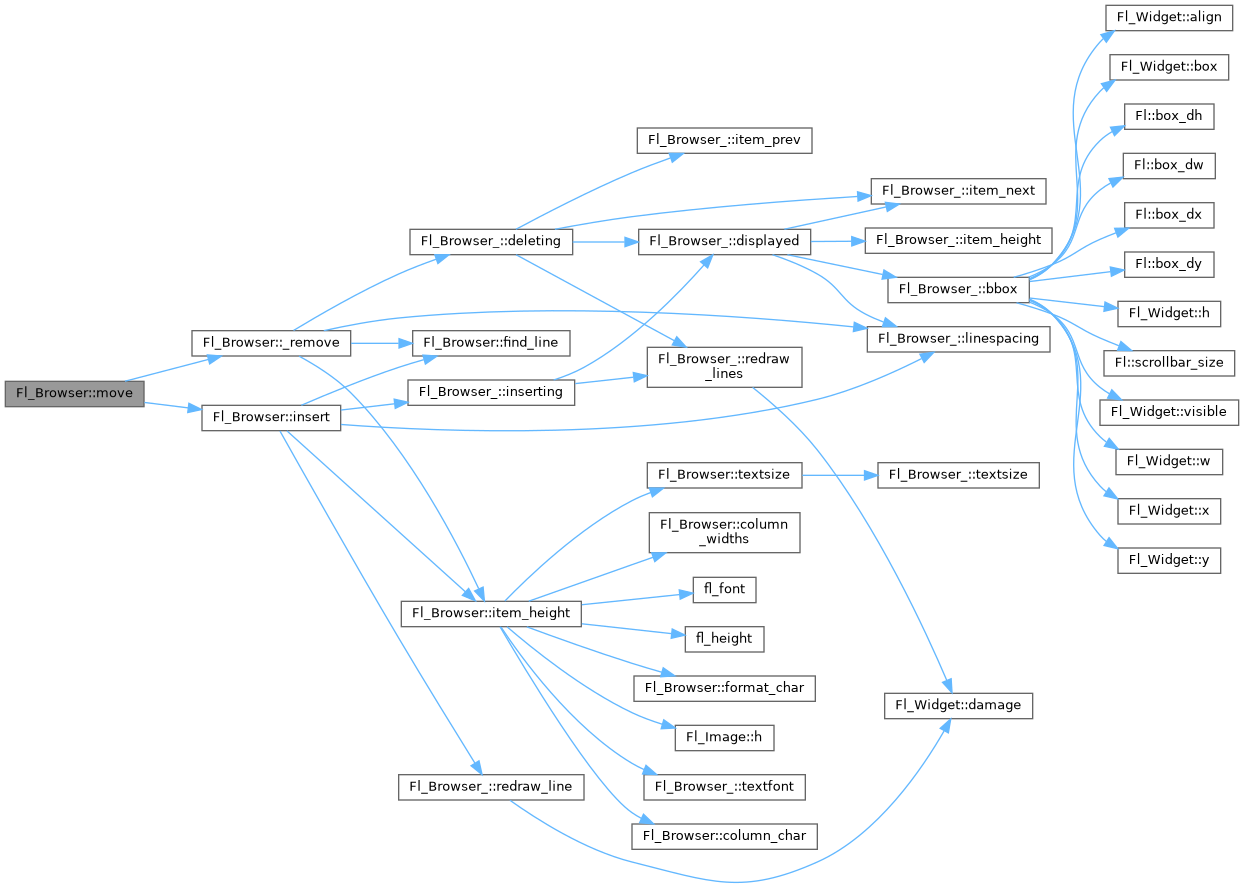 Fl_Widget::align
Fl_Widget::box
Fl::box_dh
Fl_Browser_::item_prev
Fl::box_dw
Fl_Browser_::item_next
Fl::box_dx
Fl_Browser_::deleting
Fl_Browser_::displayed
Fl_Browser_::item_height
Fl::box_dy
Fl_Browser_::bbox
Fl_Widget::h
Fl_Browser::_remove
Fl_Browser::find_line
Fl_Browser_::linespacing
Fl_Browser_::redraw
_lines
Fl::scrollbar_size
Fl_Browser::move
Fl_Browser_::inserting
Fl_Browser::insert
Fl_Widget::visible
Fl_Widget::w
Fl_Browser::textsize
Fl_Browser_::textsize
Fl_Widget::x
Fl_Browser::column
_widths
Fl_Widget::y
fl_font
Fl_Browser::item_height
fl_height
Fl_Browser::format_char
Fl_Widget::damage
Fl_Image::h
Fl_Browser_::redraw_line
Fl_Browser_::textfont
Fl_Browser::column_char